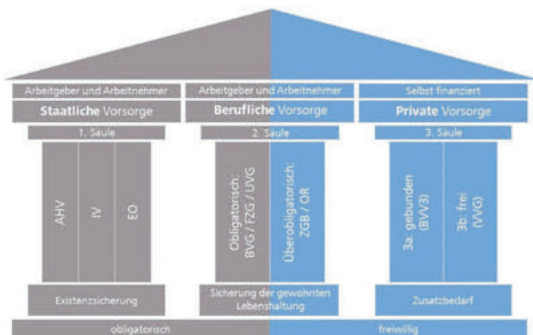 Arbeitgeber und Arbeitnehmer
Staatliche Vorsorge
1. Säule
AHV
IV
EO
Existenzsicherung
Arbeitgeber und Arbeitnehmer
Berufliche Vorsorge
2. Säule
Obligatorisch:
BVG / FZG / UVG
Überobligatorisch:
ZGB / OR
Sicherung der gewohnten
Lebenshaltung
Selbst finanziert
Private Vorsorge
3. Säule
3a: gebunden
(BVV3)
3b: frei
(VVG)
Zusatzbedarf
obligatorisch
freiwillig